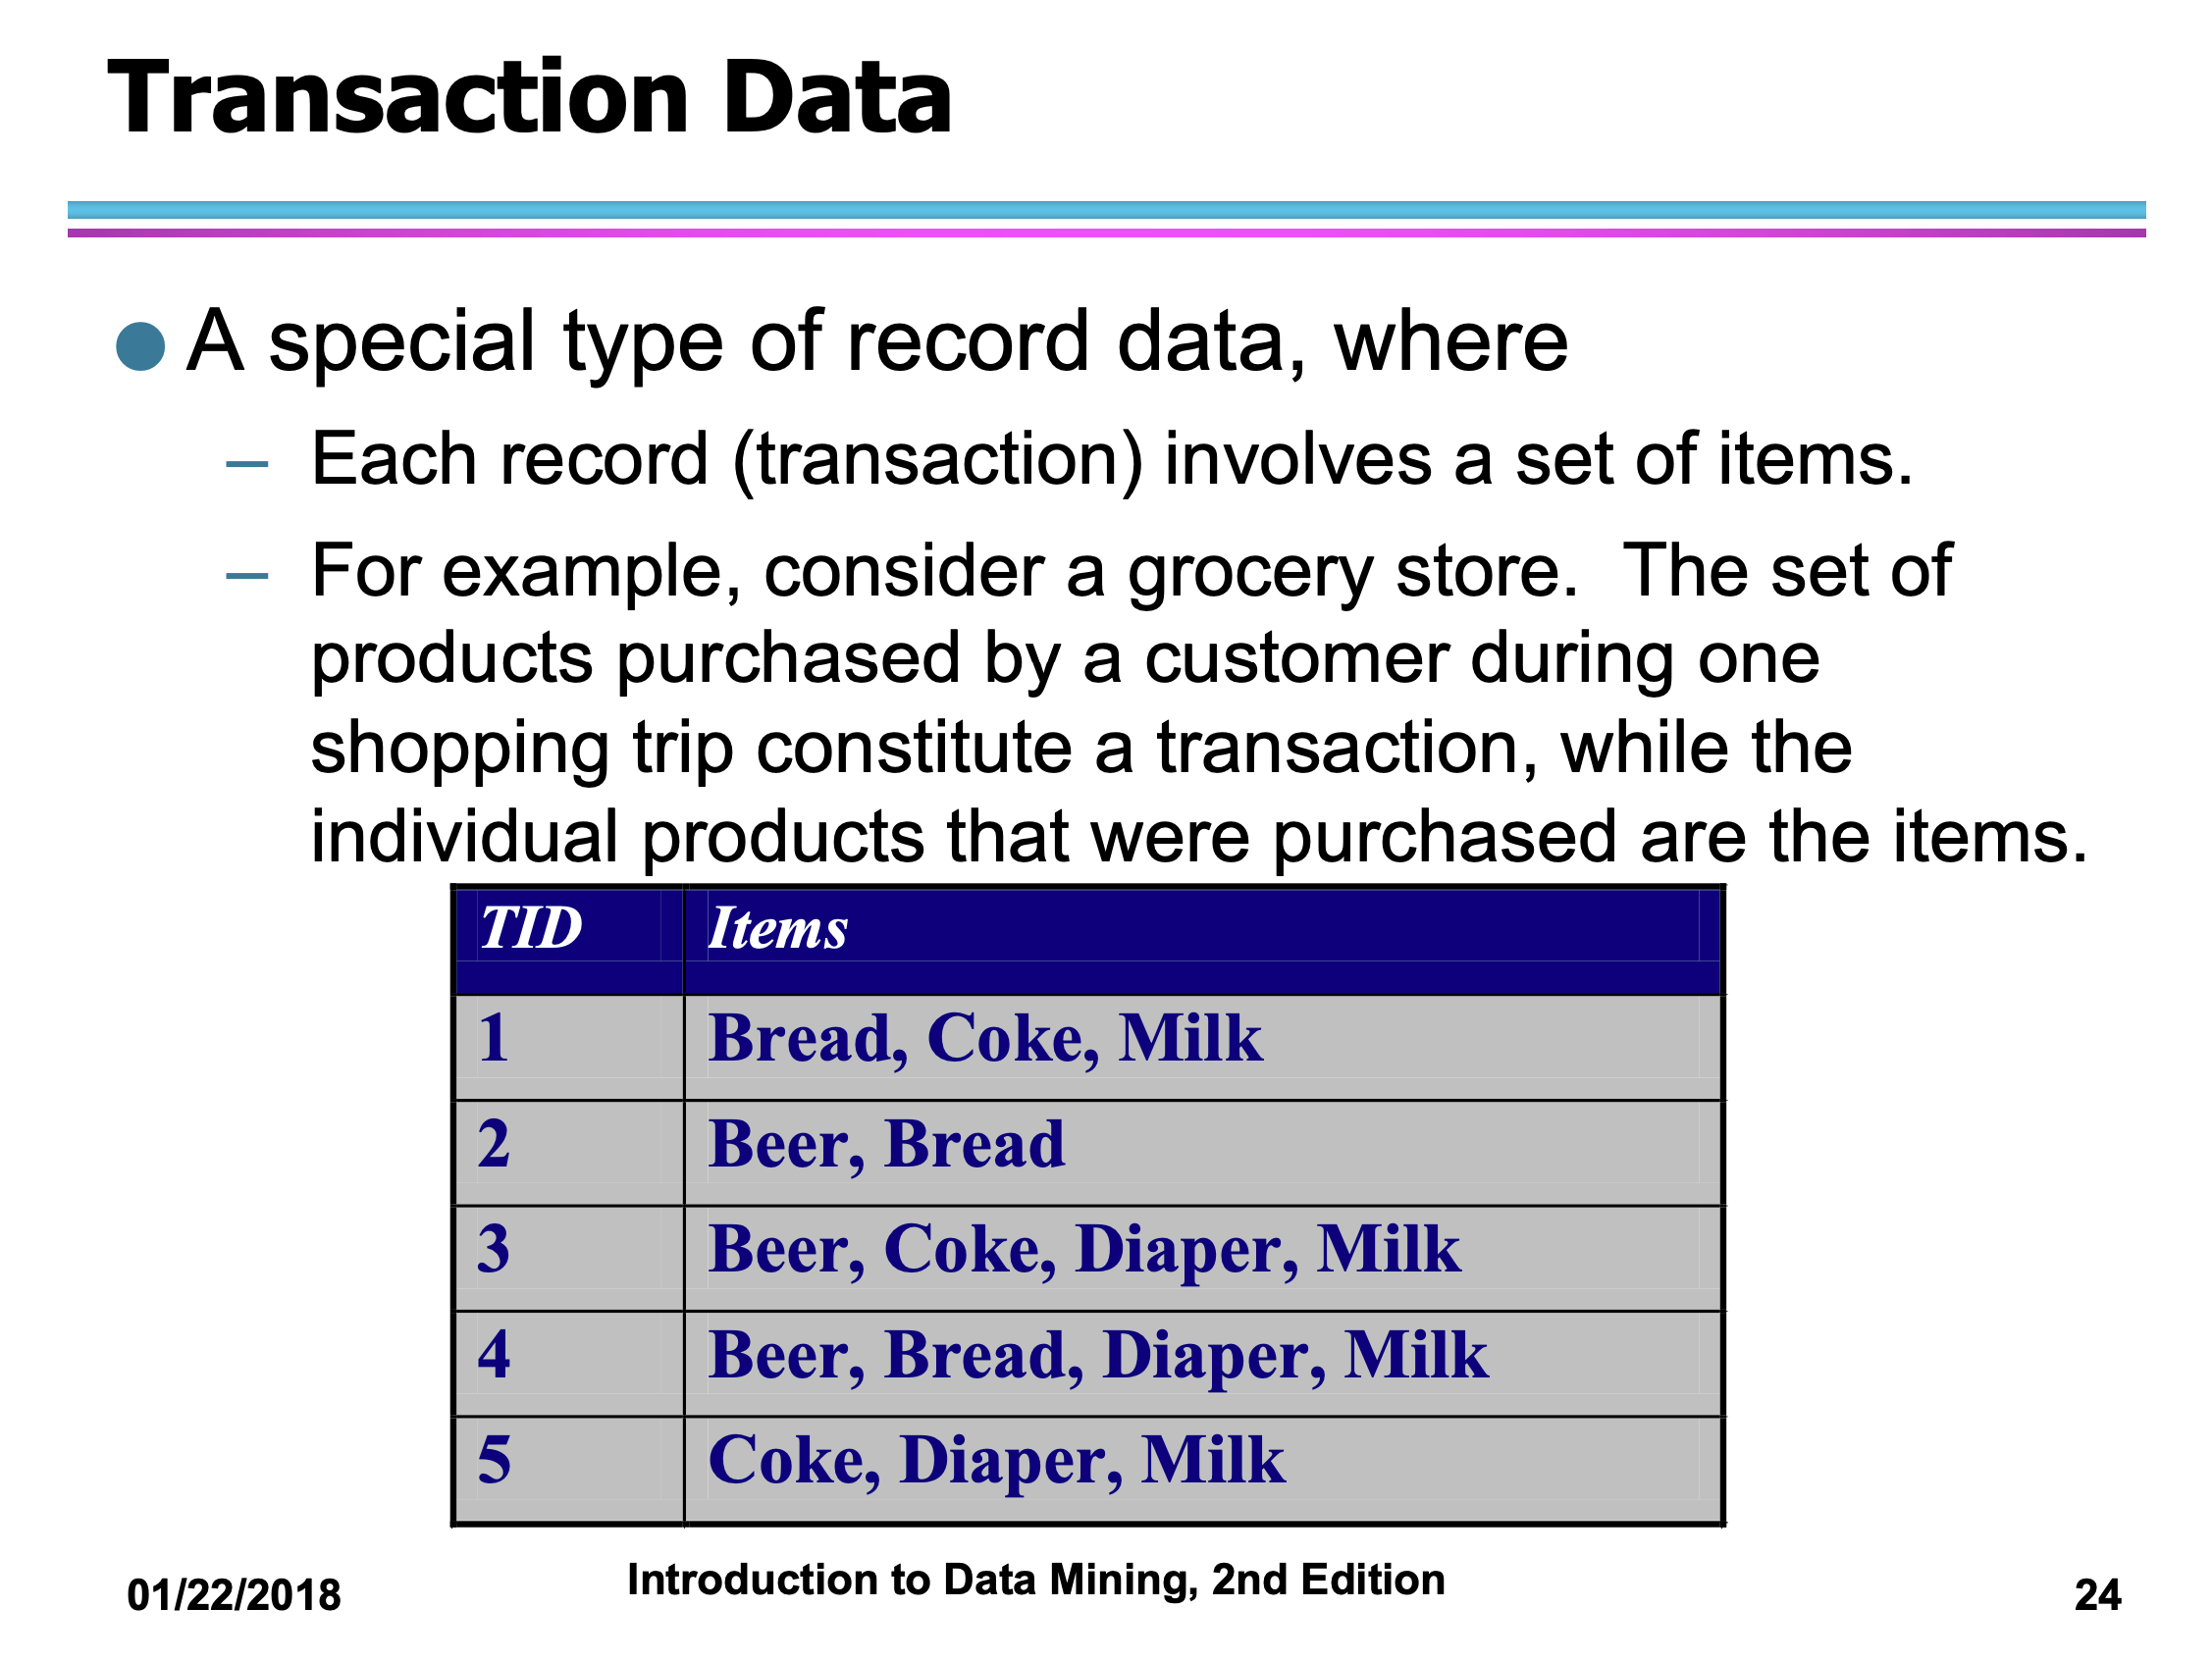 Transaction Data
A special type of record data, where
– Each record (transaction) involves a set of items.
– For example, consider a grocery store. The set of
products purchased by a customer during one
shopping trip constitute a transaction, while the
individual products that were purchased are the items.
TID Items
1 Bread, Coke, Milk
2 Beer, Bread
3 Beer, Coke, Diaper, Milk
4 Beer, Bread, Diaper, Milk
5 Coke, Diaper, Milk
01/22/2018 Introduction to Data Mining, 2nd Edition 24